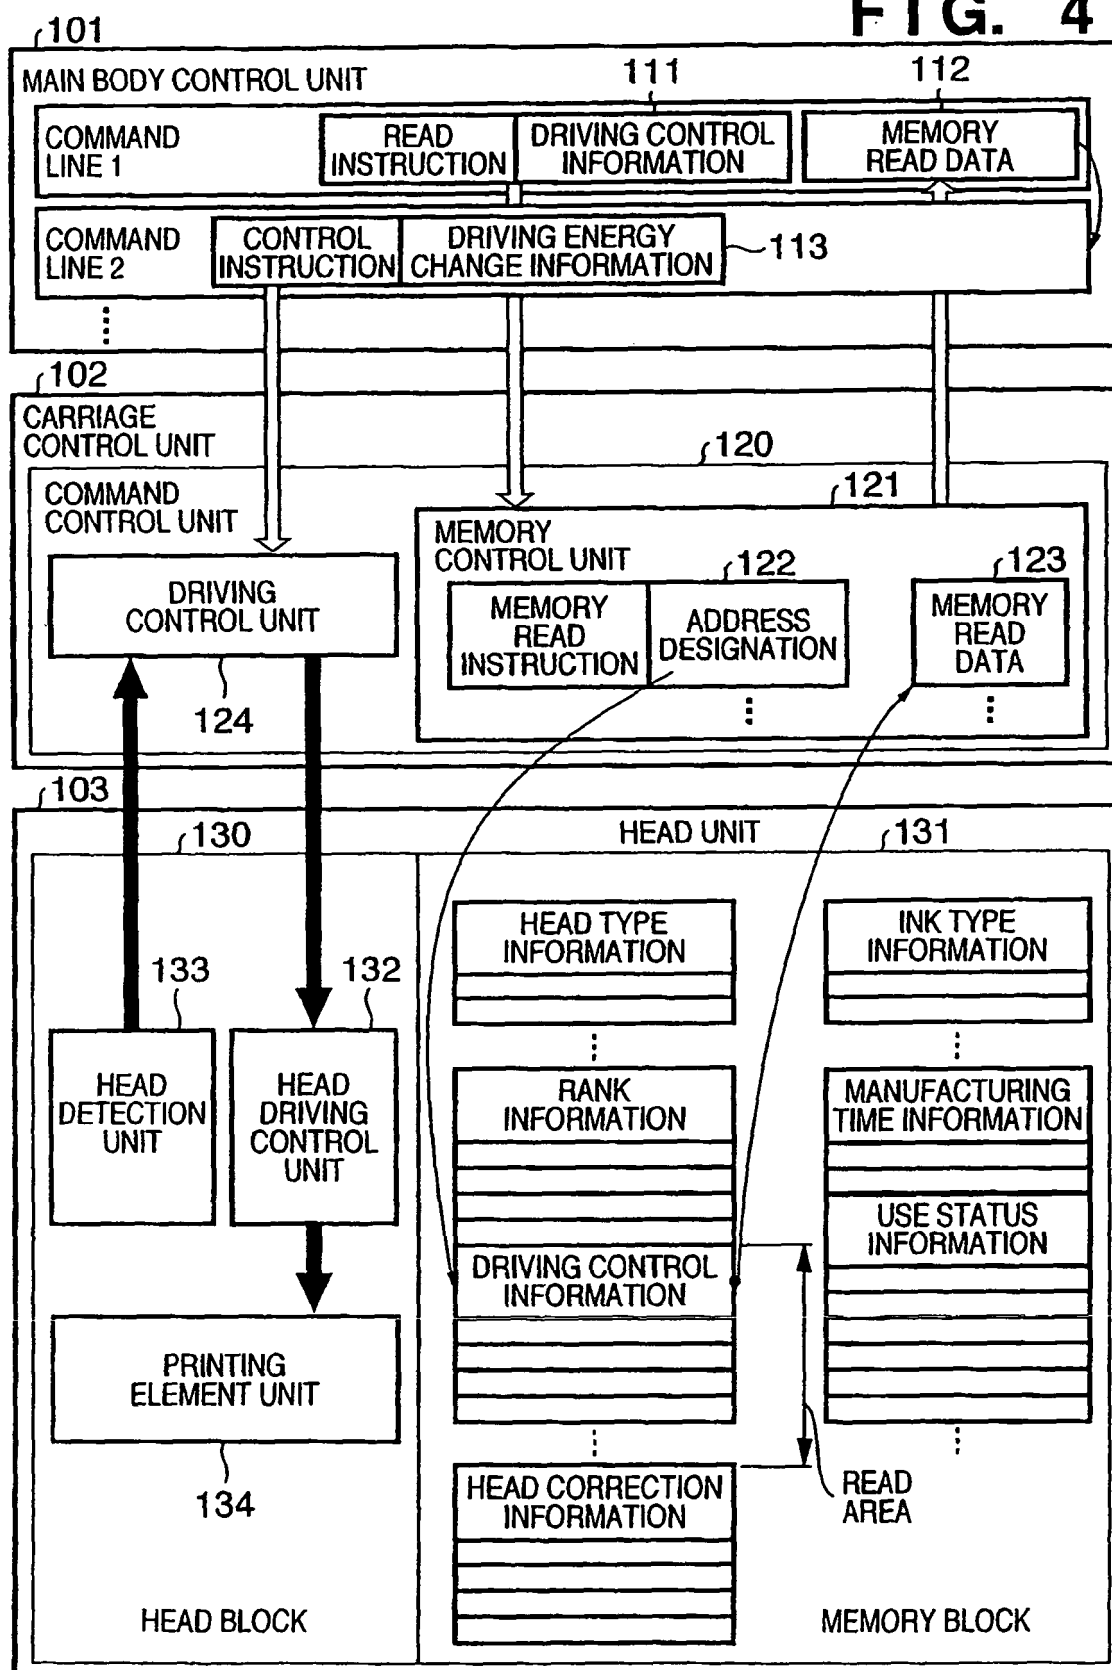 FIG. 4
101
MAIN BODY CONTROL UNIT
111
112
COMMAND
LINE 1
READ
INSTRUCTION
DRIVING CONTROL
INFORMATION
MEMORY
READ DATA
COMMAND
LINE 2
CONTROL
INSTRUCTION
DRIVING ENERGY
CHANGE INFORMATION
113
102
CARRIAGE
CONTROL UNIT
120
COMMAND
CONTROL UNIT
121
MEMORY
CONTROL UNIT
122
123
DRIVING
CONTROL UNIT
MEMORY
READ
INSTRUCTION
ADDRESS
DESIGNATION
MEMORY
READ
DATA
124
103
HEAD UNIT
130
131
HEAD TYPE
INFORMATION
INK TYPE
INFORMATION
133
132
HEAD
DETECTION
UNIT
HEAD
DRIVING
CONTROL
UNIT
RANK
INFORMATION
MANUFACTURING
TIME INFORMATION
USE STATUS
INFORMATION
DRIVING CONTROL
INFORMATION
PRINTING
ELEMENT UNIT
134
HEAD CORRECTION
INFORMATION
READ
AREA
HEAD BLOCK
MEMORY BLOCK